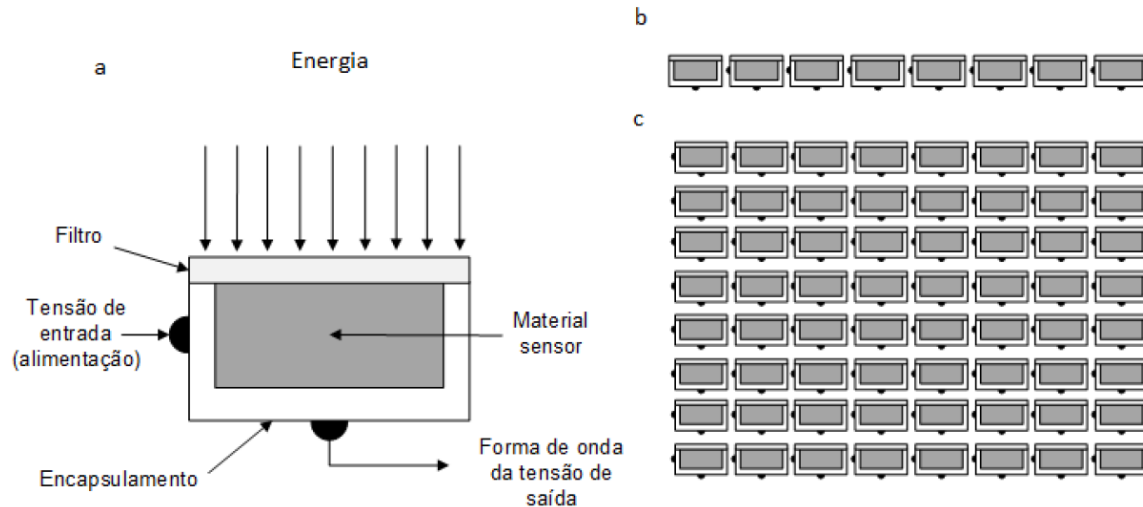 a
Energia
b
c
Filtro
Tensão de
entrada
(alimentação)
Material
sensor
Encapsulamento
Forma de onda
da tensão de
saída